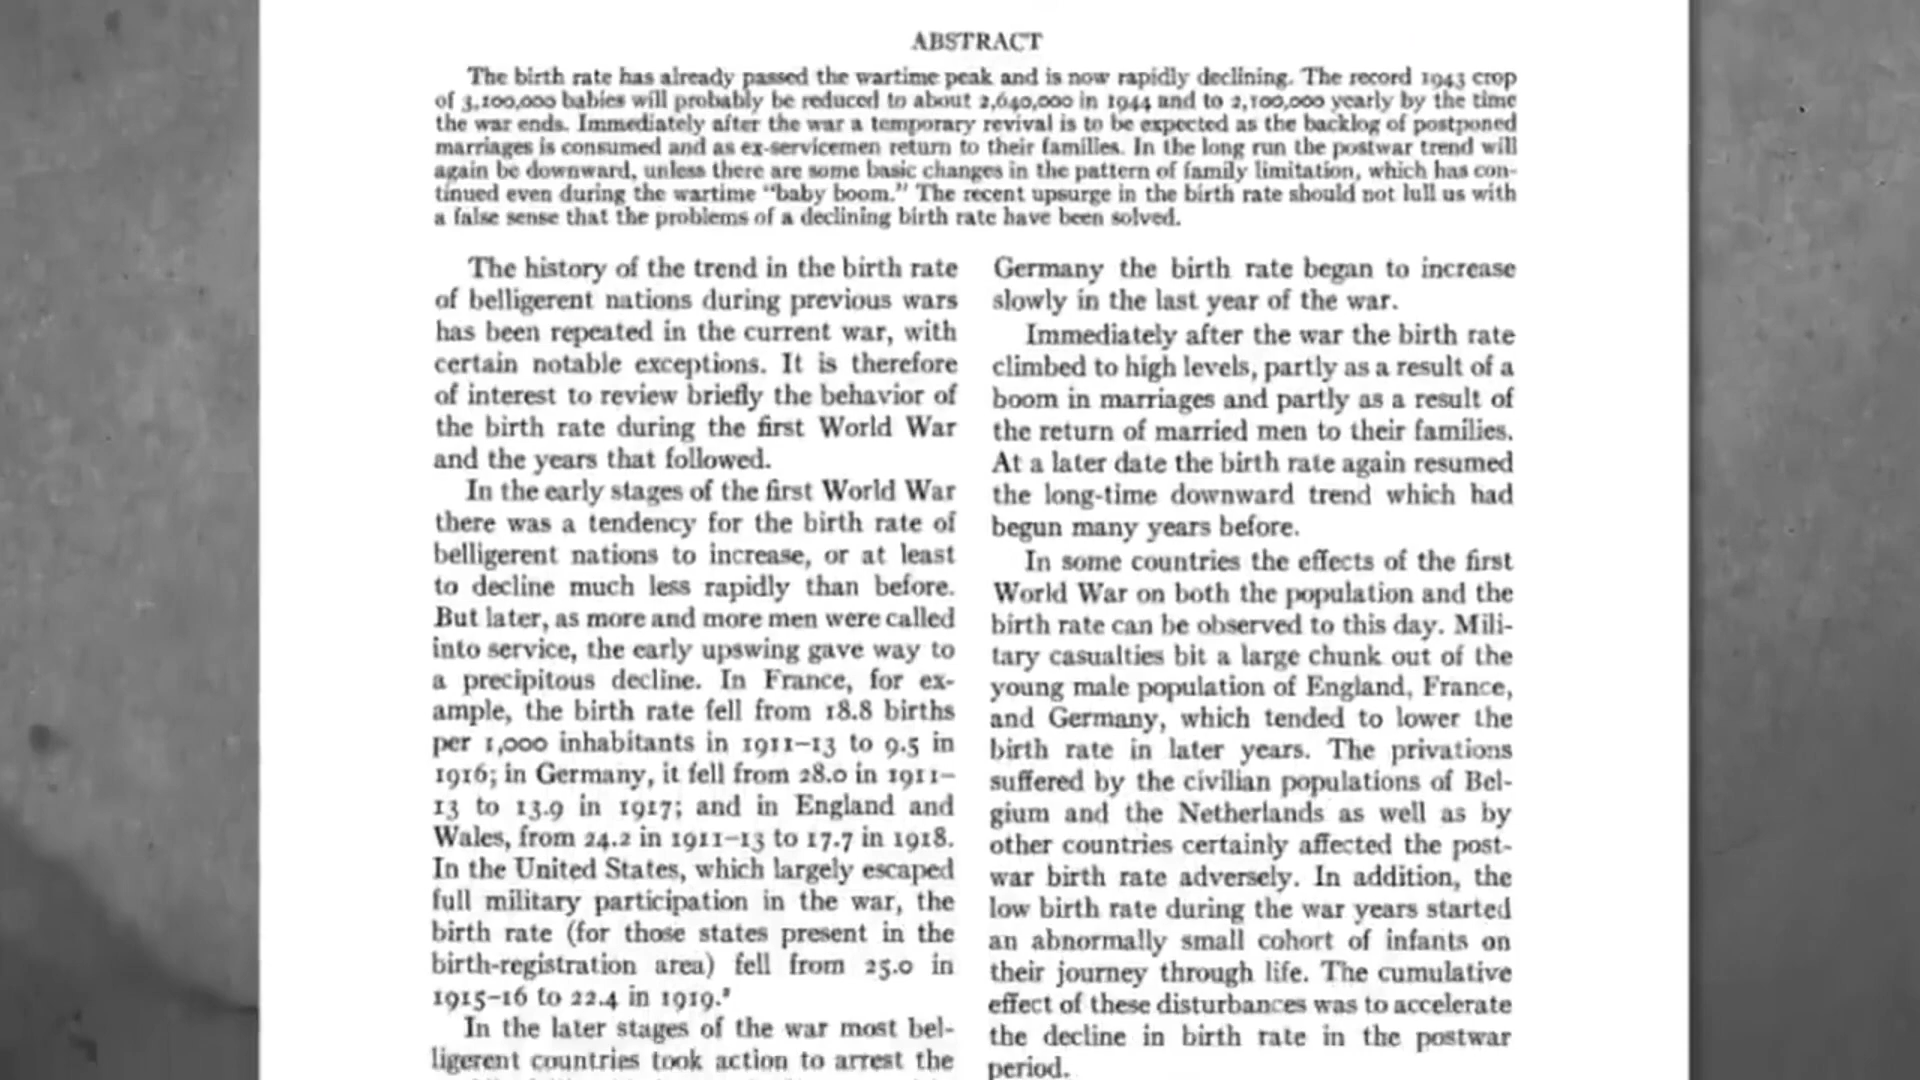 ABSTRACT
The birth rate has already passed the wartime peak and is now rapidly declining. The record 1943 crop
of 3,100,000 babies will probably be reduced to about 2,640,000 in 1944 and to 2,100,000 yearly by the time
the war ends. Immediately after the war a temporary revival is to be expected as the backlog of postponed
marriages is consumed and as ex-servicemen return to their families. In the long run the postwar trend will
again be downward, unless there are some basic changes in the pattern of family limitation, which has con-
tinued even during the wartime "baby boom." The recent upsurge in the birth rate should not lull us with
a false sense that the problems of a declining birth rate have been solved.
The history of the trend in the birth rate
of belligerent nations during previous wars
has been repeated in the current war, with
certain notable exceptions. It is therefore
of interest to review briefly the behavior of
the birth rate during the first World War
and the years that followed.
In the early stages of the first World War
there was a tendency for the birth rate of
belligerent nations to increase, or at least
to decline much less rapidly than before.
But later, as more and more men were called
into service, the early upswing gave way to
a precipitous decline. In France, for ex-
ample, the birth rate fell from 18.8 births
per 1,000 inhabitants in 1911–13 to 9.5 in
1916; in Germany, it fell from 28.0 in 1911–
13 to 13.9 in 1917; and in England and
Wales, from 24.2 in 1911–13 to 17.7 in 1918.
In the United States, which largely escaped
full military participation in the war, the
birth rate (for those states present in the
birth-registration area) fell from 25.0 in
1915–16 to 22.4 in 1919.²
In the later stages of the war most bel-
ligerent countries took action to arrest the
Germany the birth rate began to increase
slowly in the last year of the war.
Immediately after the war the birth rate
climbed to high levels, partly as a result of a
boom in marriages and partly as a result of
the return of married men to their families.
At a later date the birth rate again resumed
the long-time downward trend which had
begun many years before.
In some countries the effects of the first
World War on both the population and the
birth rate can be observed to this day. Mili-
tary casualties bit a large chunk out of the
young male population of England, France,
and Germany, which tended to lower the
birth rate in later years. The privations
suffered by the civilian populations of Bel-
gium and the Netherlands as well as by
other countries certainly affected the post-
war birth rate adversely. In addition, the
low birth rate during the war years started
an abnormally small cohort of infants on
their journey through life. The cumulative
effect of these disturbances was to accelerate
the decline in birth rate in the postwar
period.